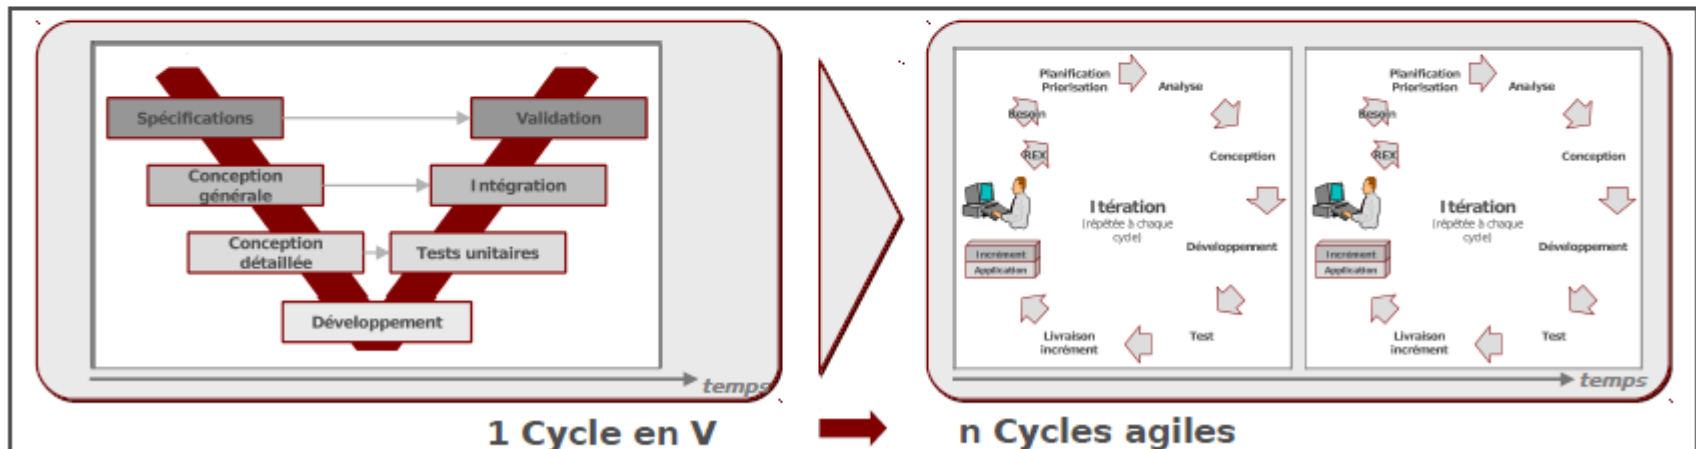 Spécifications
Validation
Conception
générale
Intégration
Conception
détaillée
Tests unitaires
Développement
temps
1 Cycle en V
Planification
Priorisation
Analyse
Besoin
REX
Conception
Itération
(répétée à chaque
cycle)
Développement
Incrément
Application
Livraison
incrément
Test
Planification
Priorisation
Analyse
Besoin
REX
Conception
Itération
(répétée à chaque
cycle)
Développement
Incrément
Application
Livraison
incrément
Test
temps
n Cycles agiles